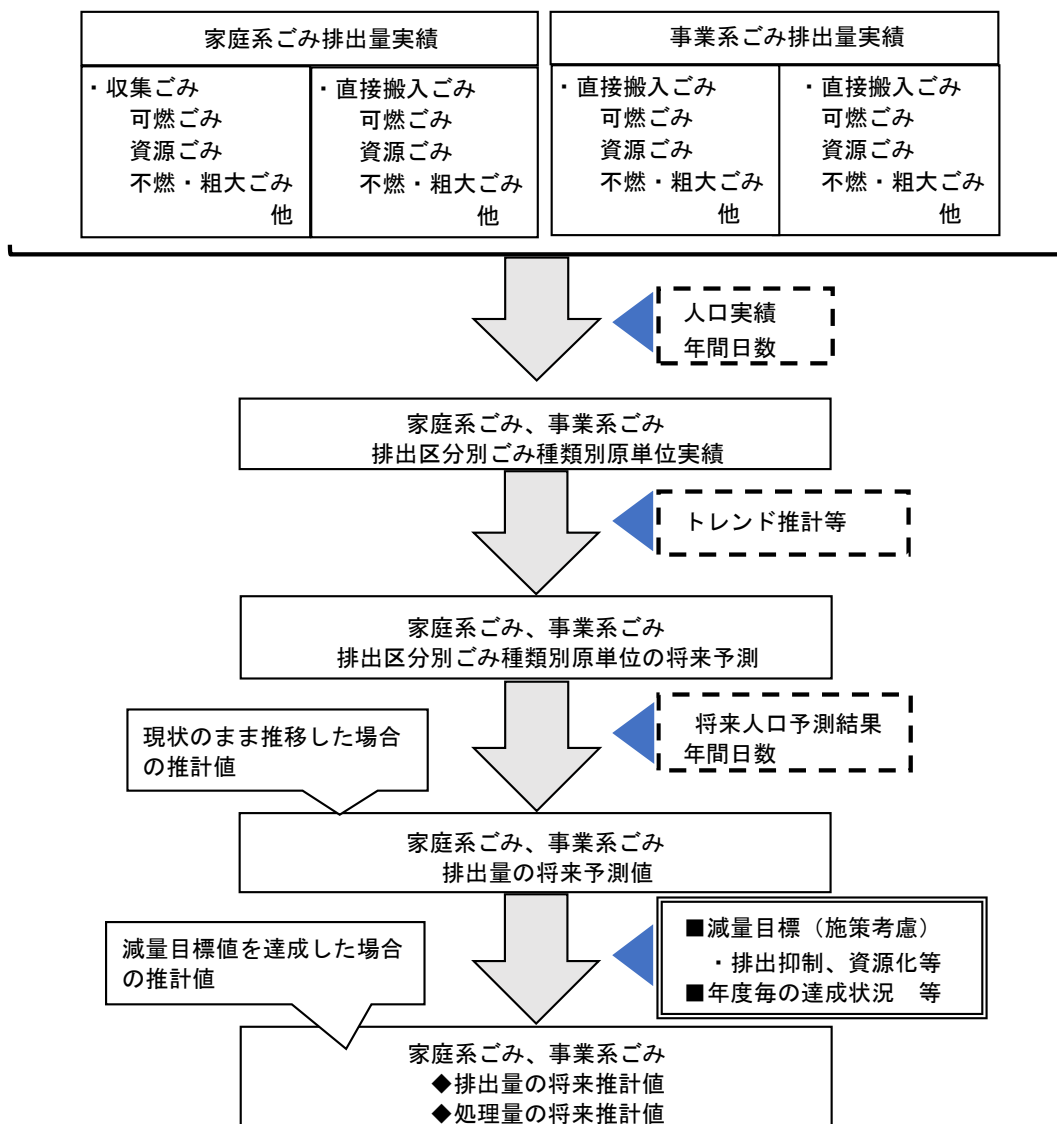 家庭系ごみ排出量実績
・収集ごみ
可燃ごみ
資源ごみ
不燃・粗大ごみ
他
・直接搬入ごみ
可燃ごみ
資源ごみ
不燃・粗大ごみ
他
事業系ごみ排出量実績
・直接搬入ごみ
可燃ごみ
資源ごみ
不燃・粗大ごみ
他
・直接搬入ごみ
可燃ごみ
資源ごみ
不燃・粗大ごみ
他
人口実績
年間日数
家庭系ごみ、事業系ごみ
排出区分別ごみ種類別原単位実績
トレンド推計等
家庭系ごみ、事業系ごみ
排出区分別ごみ種類別原単位の将来予測
将来人口予測結果
年間日数
現状のまま推移した場合
の推計値
家庭系ごみ、事業系ごみ
排出量の将来予測値
■減量目標（施策考慮）
・排出抑制、資源化等
■年度毎の達成状況　等
減量目標値を達成した場合
の推計値
家庭系ごみ、事業系ごみ
◆排出量の将来推計値
◆処理量の将来推計値